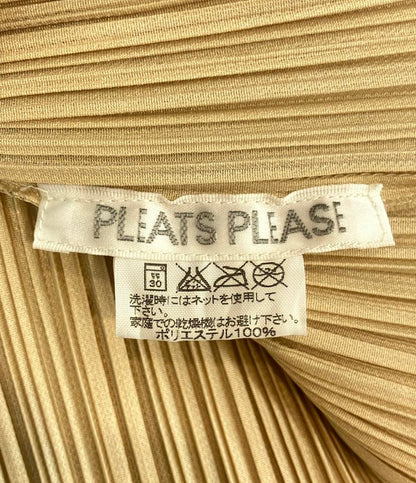 PLEATS PLEASE
30
洗濯時にはネットを使用して
下さい。
家庭での乾燥機はお避け下さい。
ポリエステル100%